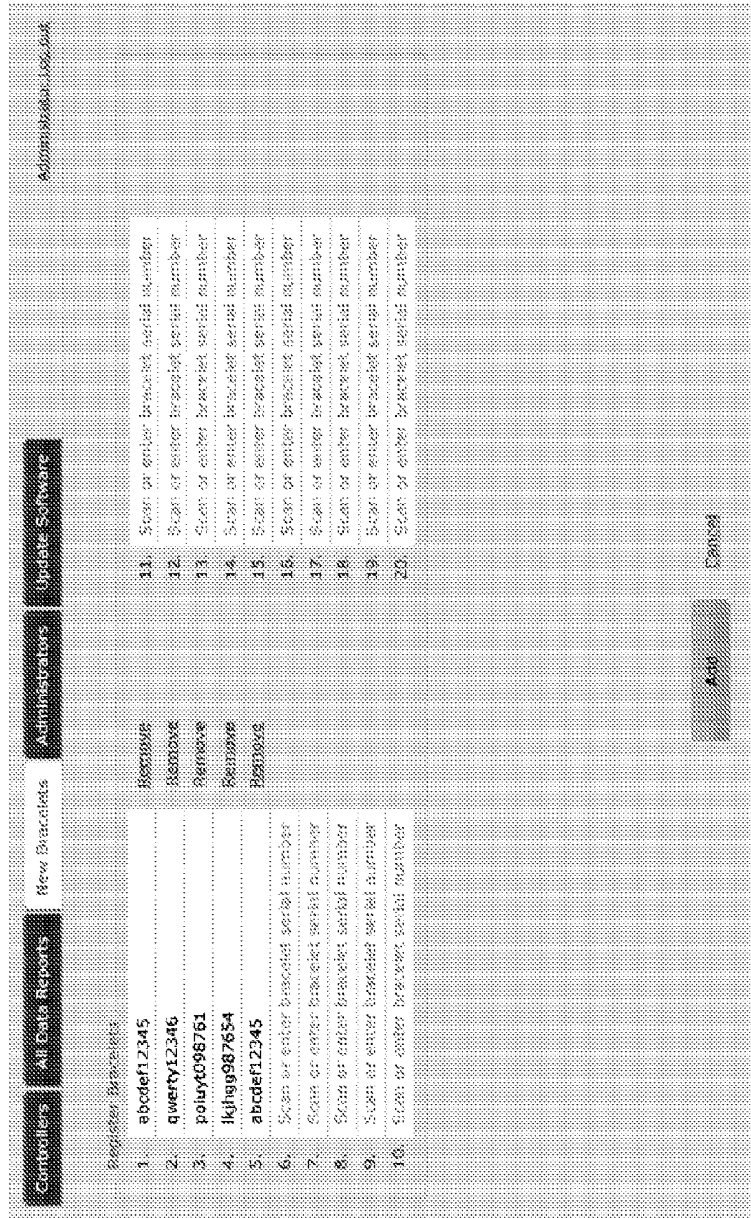 Administrator Log out
Controllers All Data Reports New Bracelets Administrators Update Software
Register Bracelets
1. abcdef12345 Remove
2. qwerty12346 Remove
3. poiuyt098761 Remove
4. lkjhgg987654 Remove
5. abcdef12345 Remove
6. Scan or enter bracelet serial number
7. Scan or enter bracelet serial number
8. Scan or enter bracelet serial number
9. Scan or enter bracelet serial number
10. Scan or enter bracelet serial number
11. Scan or enter bracelet serial number
12. Scan or enter bracelet serial number
13. Scan or enter bracelet serial number
14. Scan or enter bracelet serial number
15. Scan or enter bracelet serial number
16. Scan or enter bracelet serial number
17. Scan or enter bracelet serial number
18. Scan or enter bracelet serial number
19. Scan or enter bracelet serial number
20. Scan or enter bracelet serial number
Add Cancel